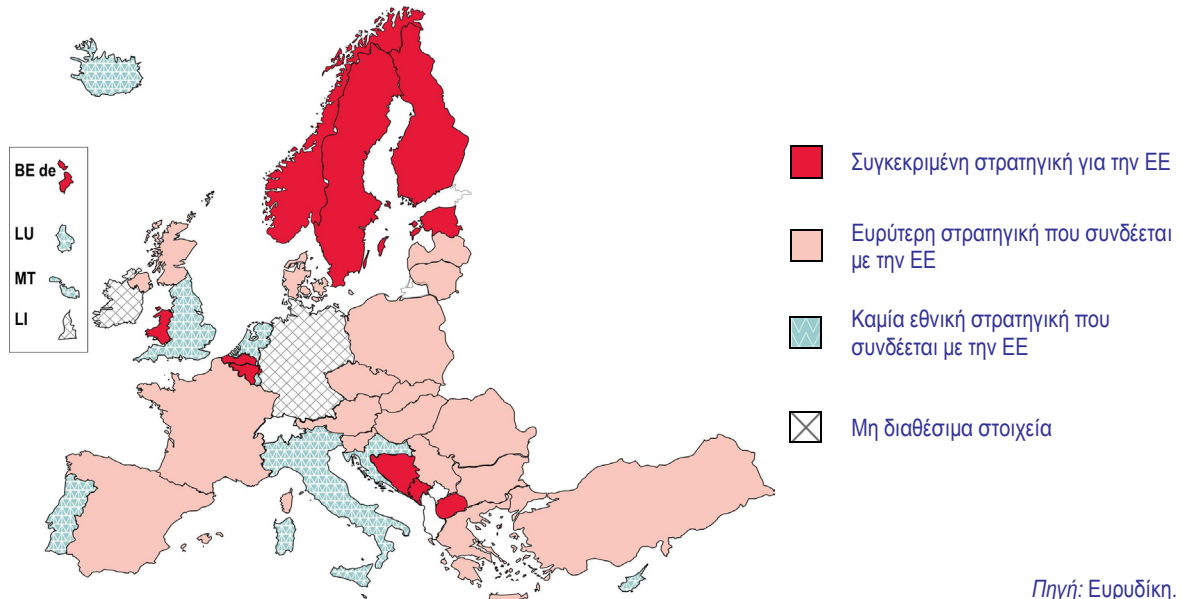 BE de
LU
MT
LI
Συγκεκριμένη στρατηγική για την ΕΕ
Ευρύτερη στρατηγική που συνδέεται
με την ΕΕ
Καμία εθνική στρατηγική που
συνδέεται με την ΕΕ
Μη διαθέσιμα στοιχεία
Πηγή: Ευρυδίκη.